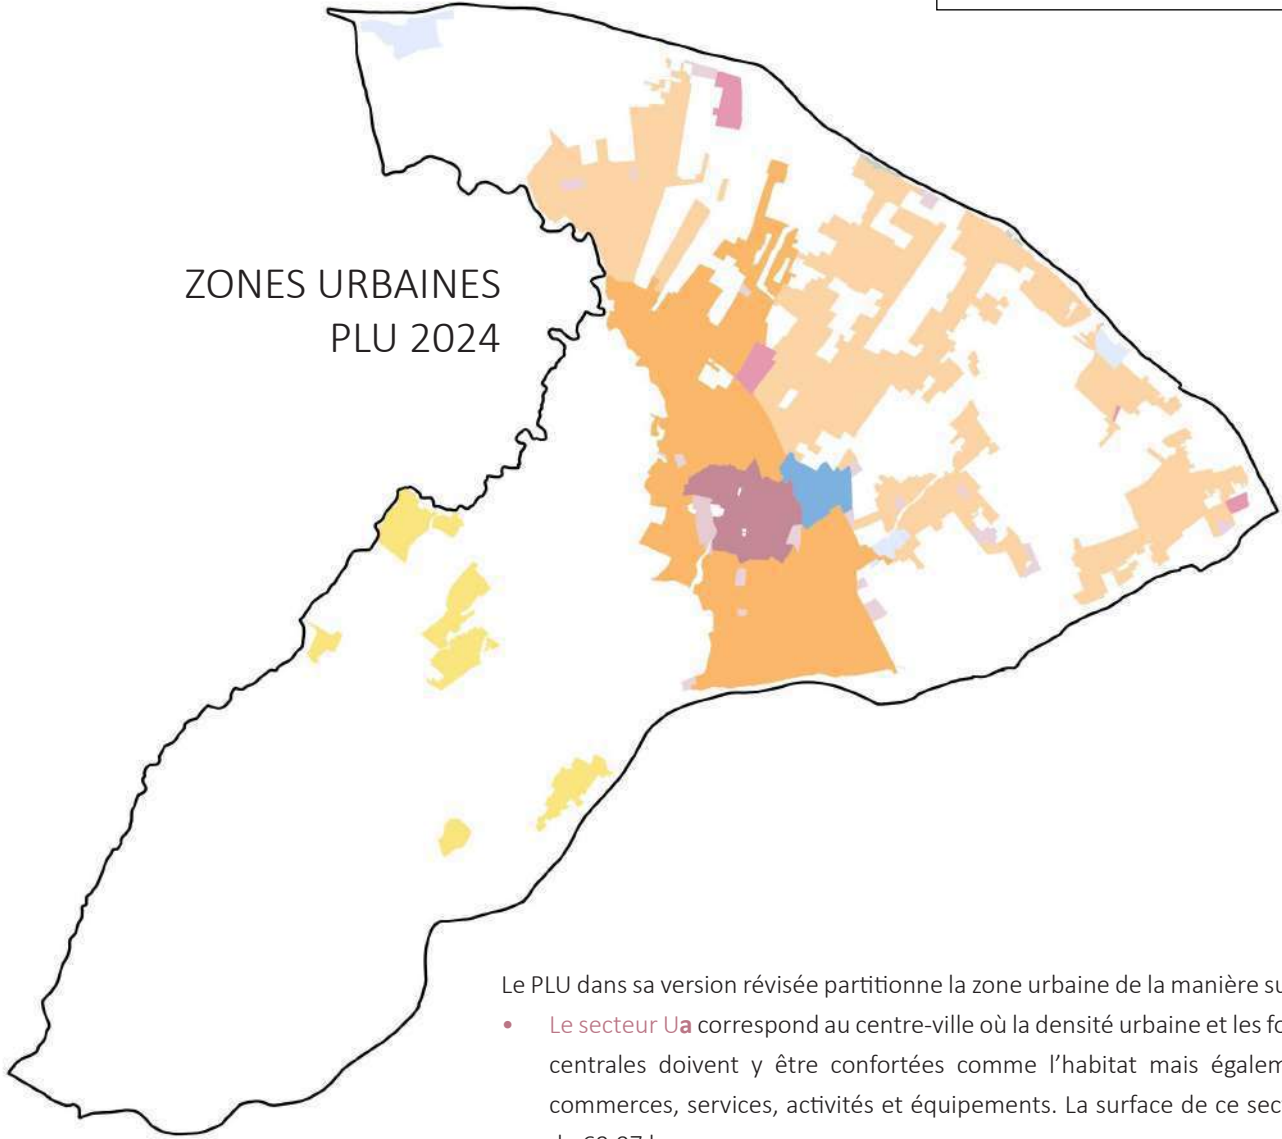 ZONES URBAINES
PLU 2024
Le PLU dans sa version révisée partitionne la zone urbaine de la manière su
• Le secteur Ua correspond au centre-ville où la densité urbaine et les fo
centrales doivent y être confortées comme l’habitat mais égalem
commerces, services, activités et équipements. La surface de ce sec